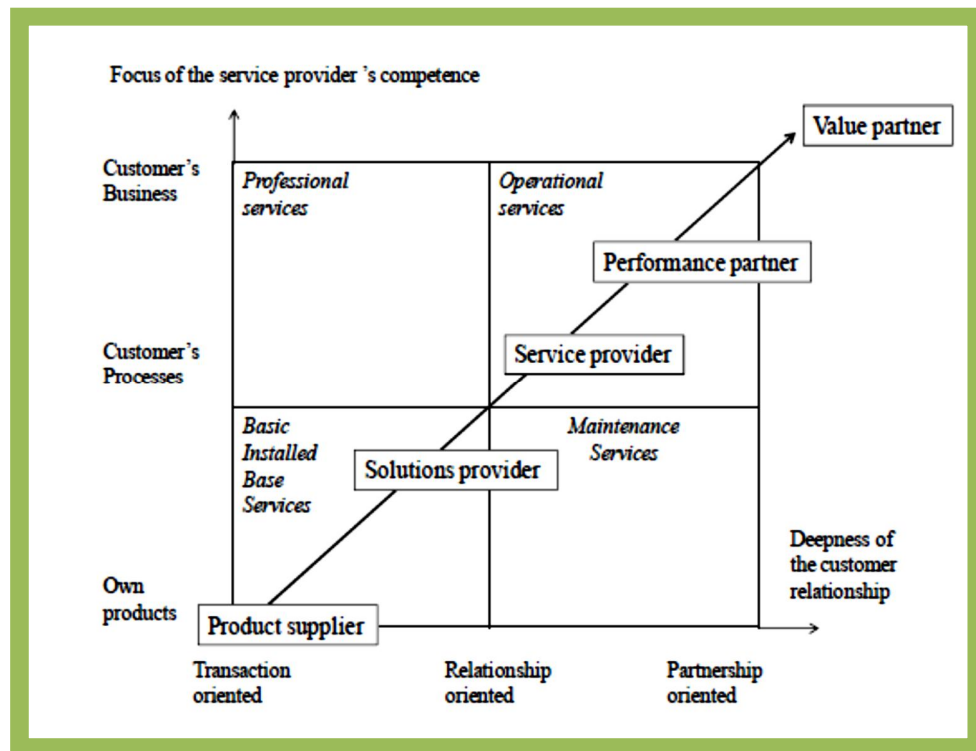 Focus of the service provider 's competence
Value partner
Customer's
Business
Professional
services
Operational
services
Performance partner
Customer's
Processes
Service provider
Basic
Installed
Base
Services
Maintenance
Services
Solutions provider
Deepness of
the customer
relationship
Own
products
Product supplier
Transaction
oriented
Relationship
oriented
Partnership
oriented